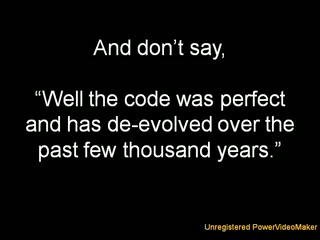 And don’t say,
“Well the code was perfect
and has de-evolved over the
past few thousand years.”
Unregistered PowerVideoMaker